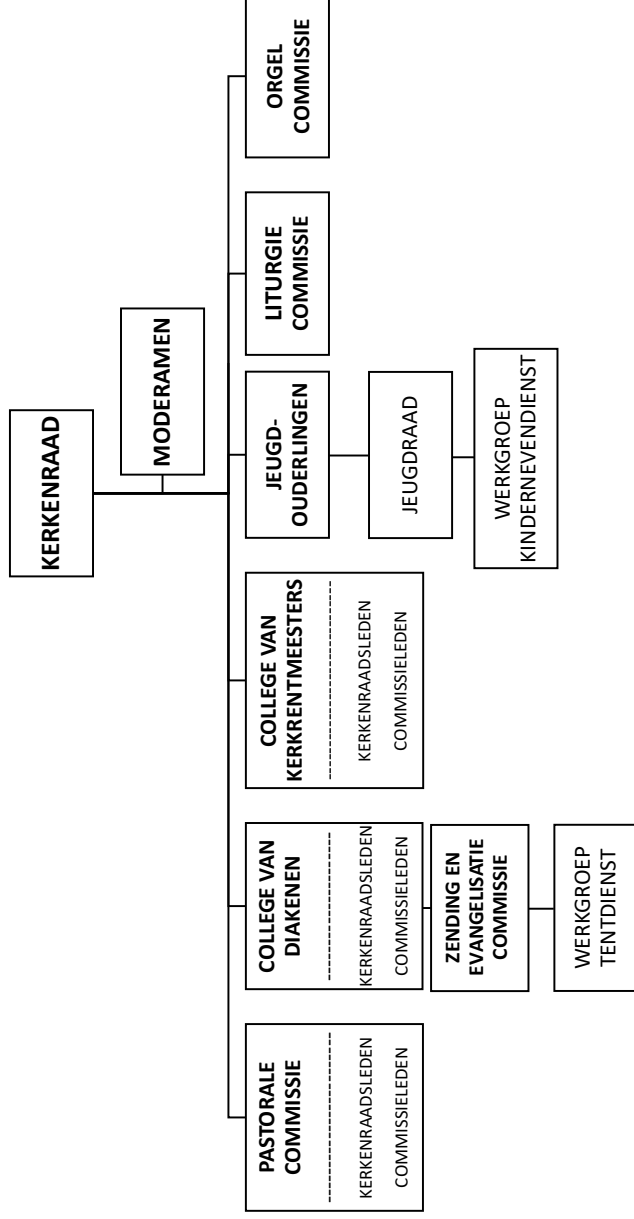 KERKENRAAD
MODERAMEN
PASTORALE
COMMISSIE
KERKENRAADSLEDEN
COMMISSIELEDEN
COLLEGE VAN
DIAKENEN
KERKENRAADSLEDEN
COMMISSIELEDEN
ZENDING EN
EVANGELISATIE
COMMISSIE
WERKGROEP
TENTDIENST
COLLEGE VAN
KERKRENTMEESTERS
KERKENRAADSLEDEN
COMMISSIELEDEN
JEUGD-
OUDERLINGEN
JEUGDRAAD
WERKGROEP
KINDERNEVENDIENST
LITURGIE
COMMISSIE
ORGEL
COMMISSIE